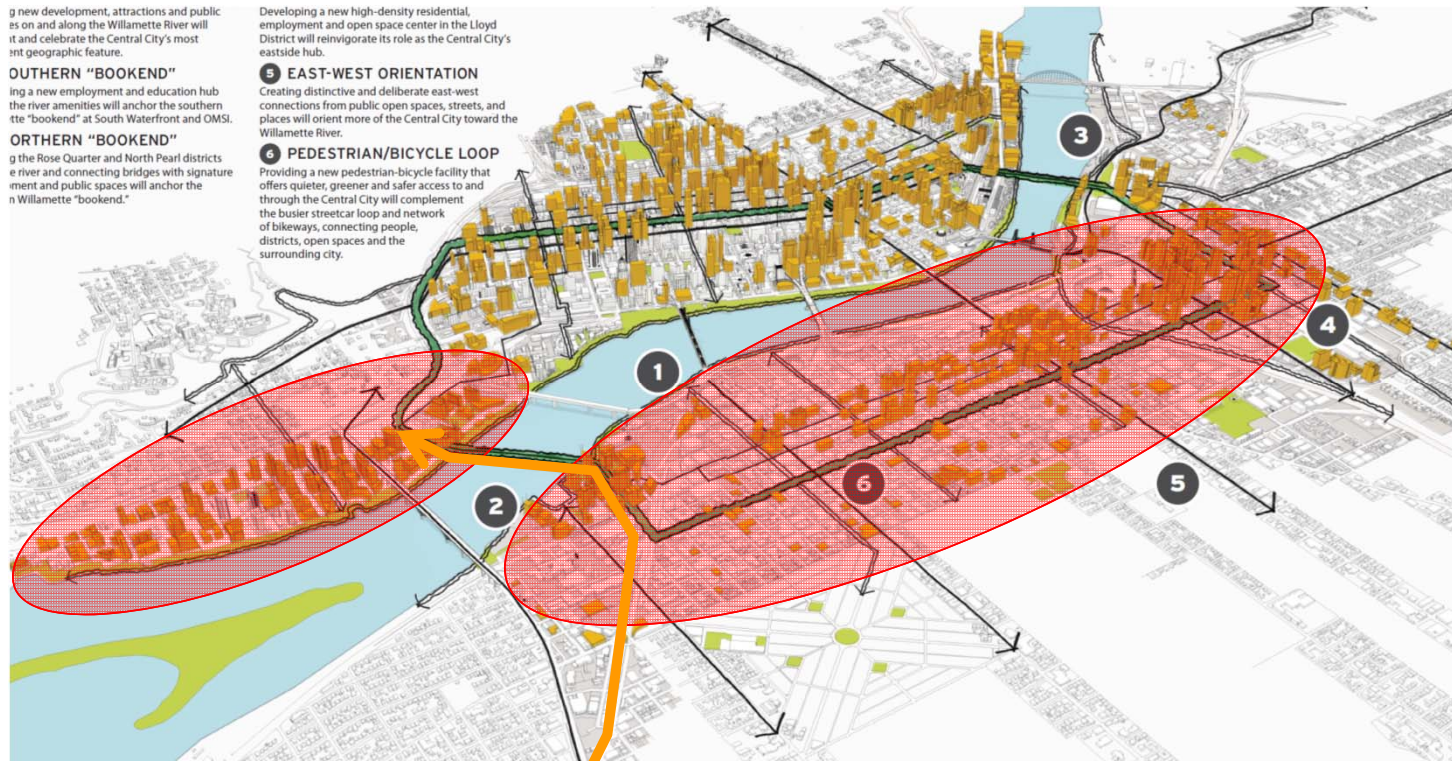 g new development, attractions and public
es on and along the Willamette River will
t and celebrate the Central City's most
ent geographic feature.
OUTHERN "BOOKEND"
ing a new employment and education hub
the river amenities will anchor the southern
tte "bookend" at South Waterfront and OMSI.
ORTHERN "BOOKEND"
g the Rose Quarter and North Pearl districts
e river and connecting bridges with signature
pment and public spaces will anchor the
n Willamette "bookend."
Developing a new high-density residential,
employment and open space center in the Lloyd
District will reinvigorate its role as the Central City's
eastside hub.
5 EAST-WEST ORIENTATION
Creating distinctive and deliberate east-west
connections from public open spaces, streets, and
places will orient more of the Central City toward the
Willamette River.
6 PEDESTRIAN/BICYCLE LOOP
Providing a new pedestrian-bicycle facility that
offers quieter, greener and safer access to and
through the Central City will complement
the busier streetcar loop and network
of bikeways, connecting people,
districts, open spaces and the
surrounding city.
3
4
1
6
5
2